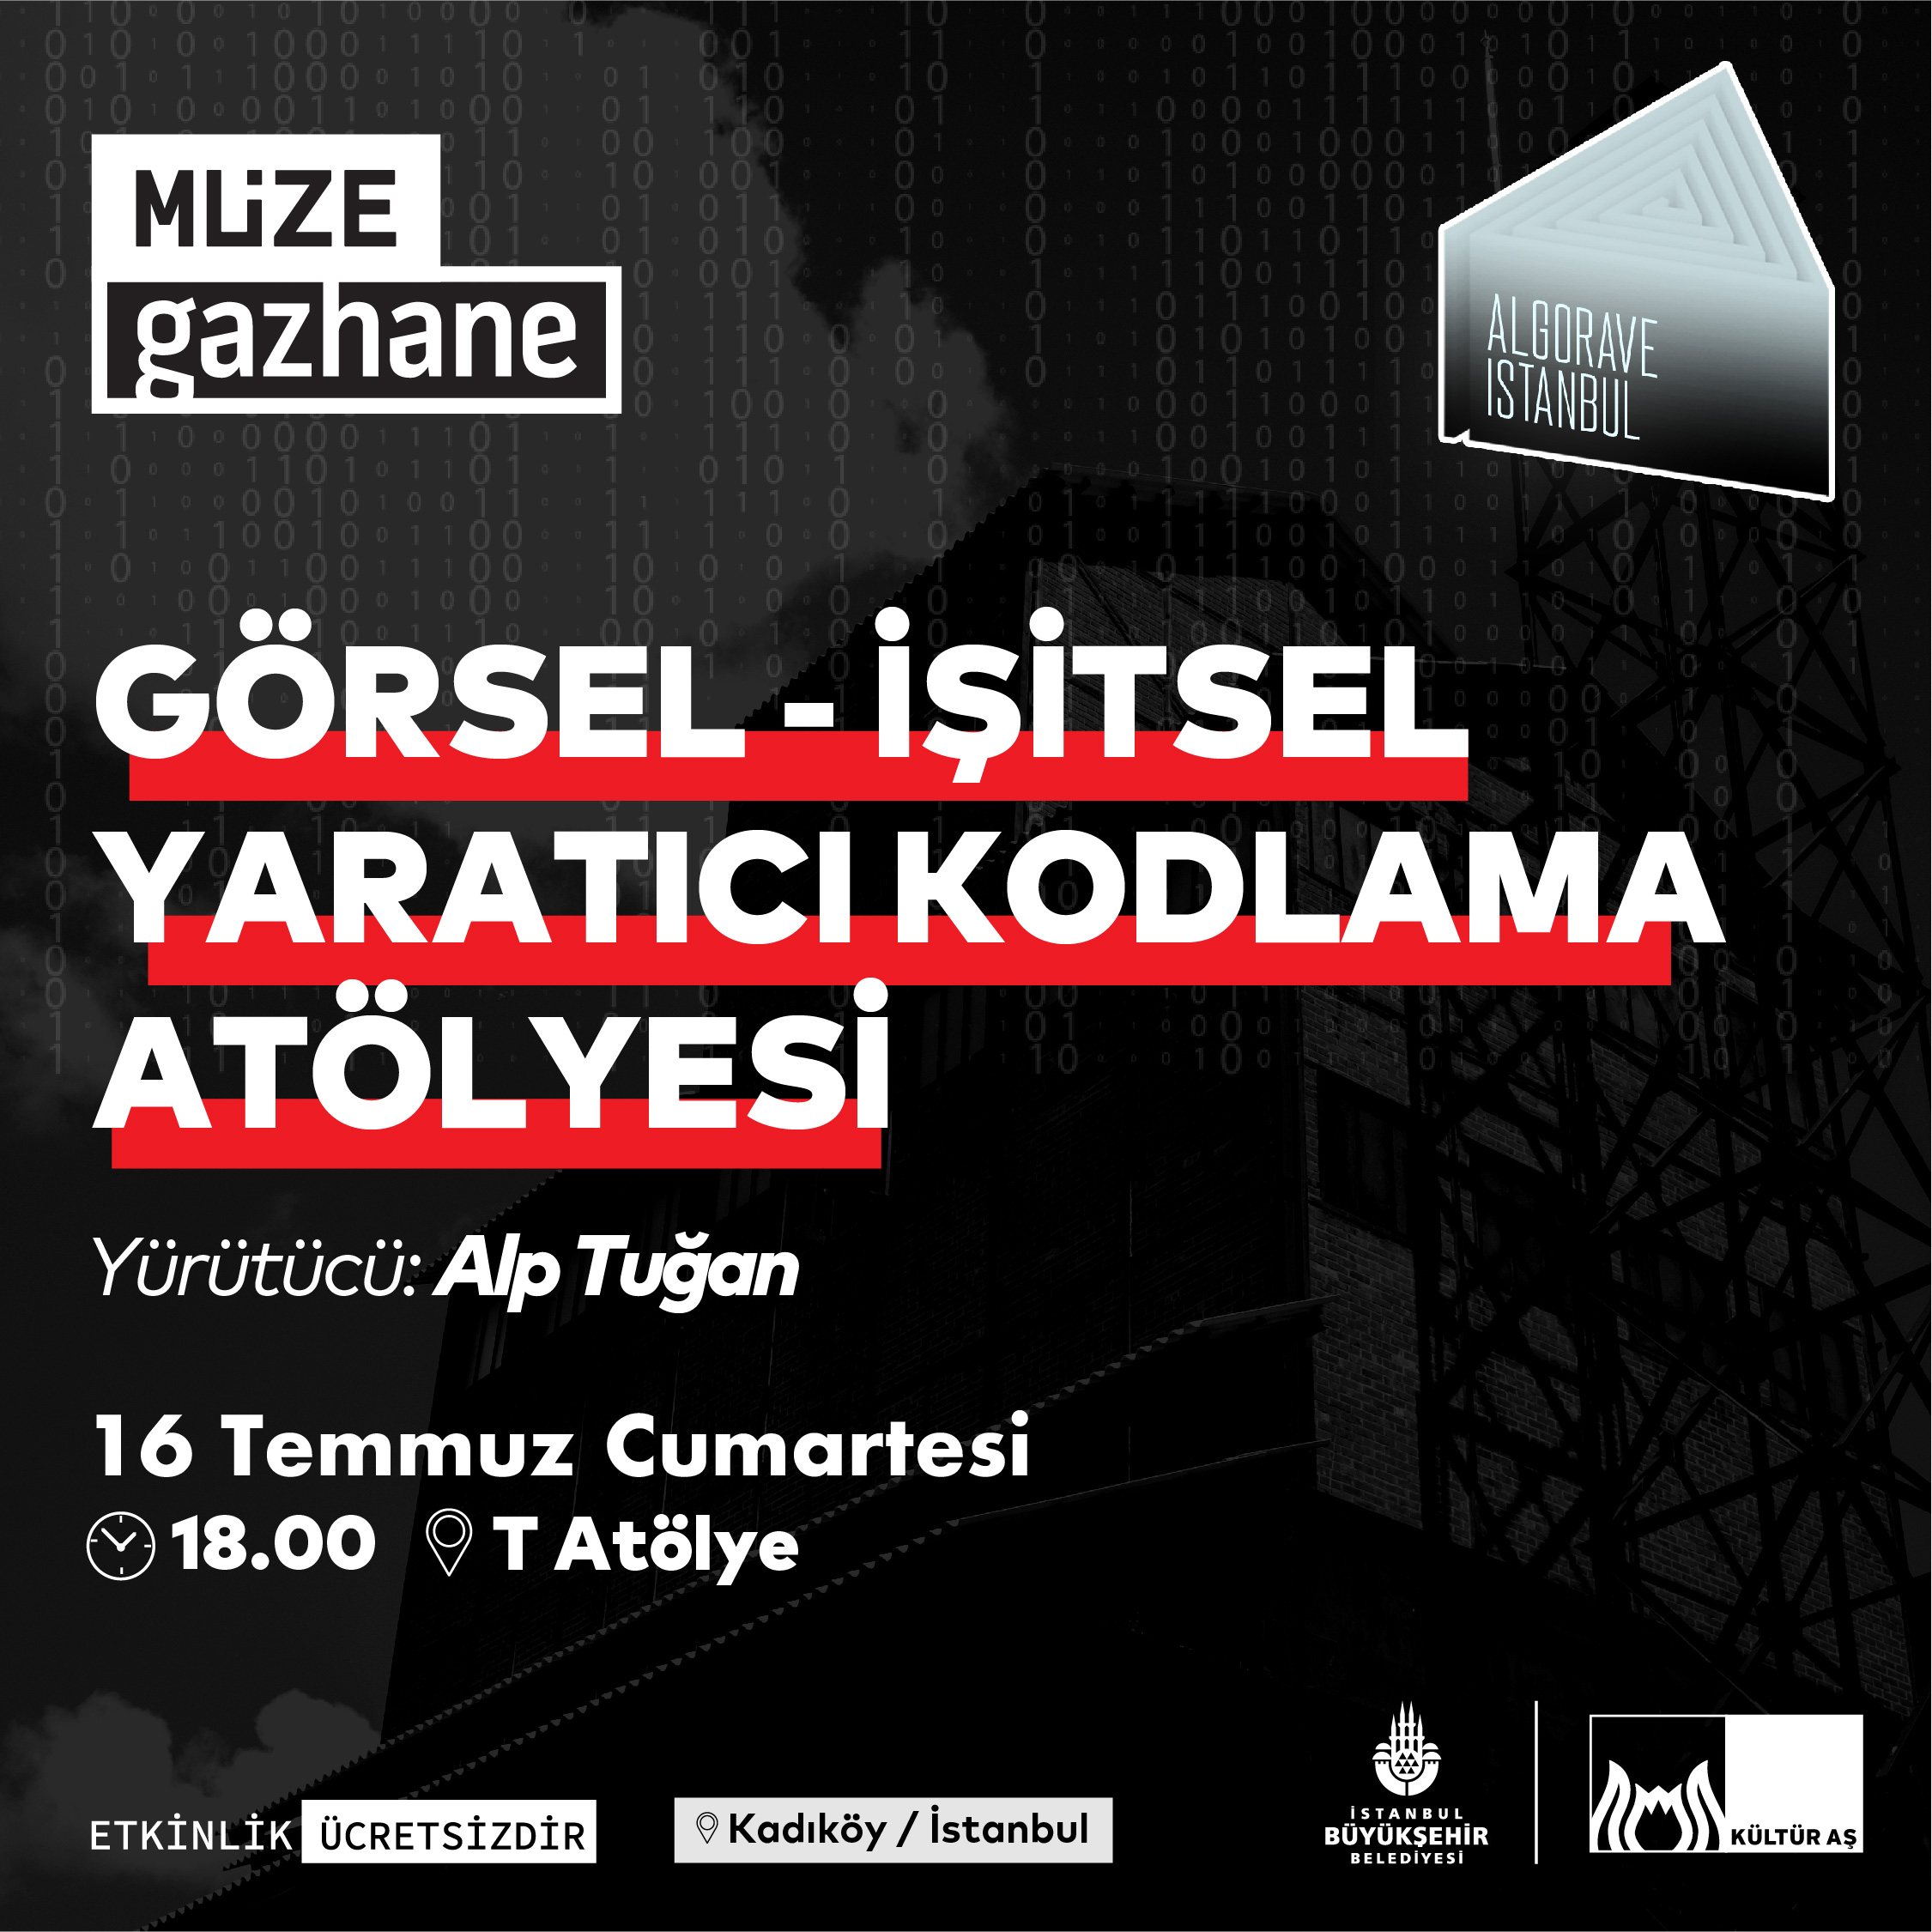 MÜZE
gazhane
ALGORAVE
ISTANBUL
GÖRSEL - İŞİTSEL
YARATICI KODLAMA
ATÖLYESİ
Yürütücü: Alp Tuğan
16 Temmuz Cumartesi
18.00 T Atölye
ETKİNLİK ÜCRETSİZDİR
Kadıköy / İstanbul
İSTANBUL
BÜYÜKŞEHİR
BELEDİYESİ
KÜLTÜR AŞ